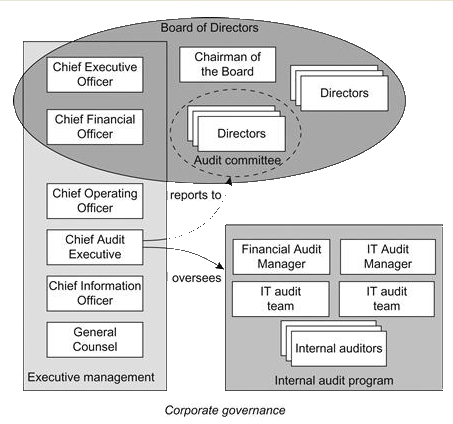 Board of Directors
Chief Executive
Officer
Chairman of
the Board
Directors
Chief Financial
Officer
Directors
Audit committee
Chief Operating
Officer
reports to
Chief Audit
Executive
oversees
Chief Information
Officer
General
Counsel
Executive management
Financial Audit
Manager
IT Audit
Manager
IT audit
team
IT audit
team
Internal auditors
Internal audit program
Corporate governance